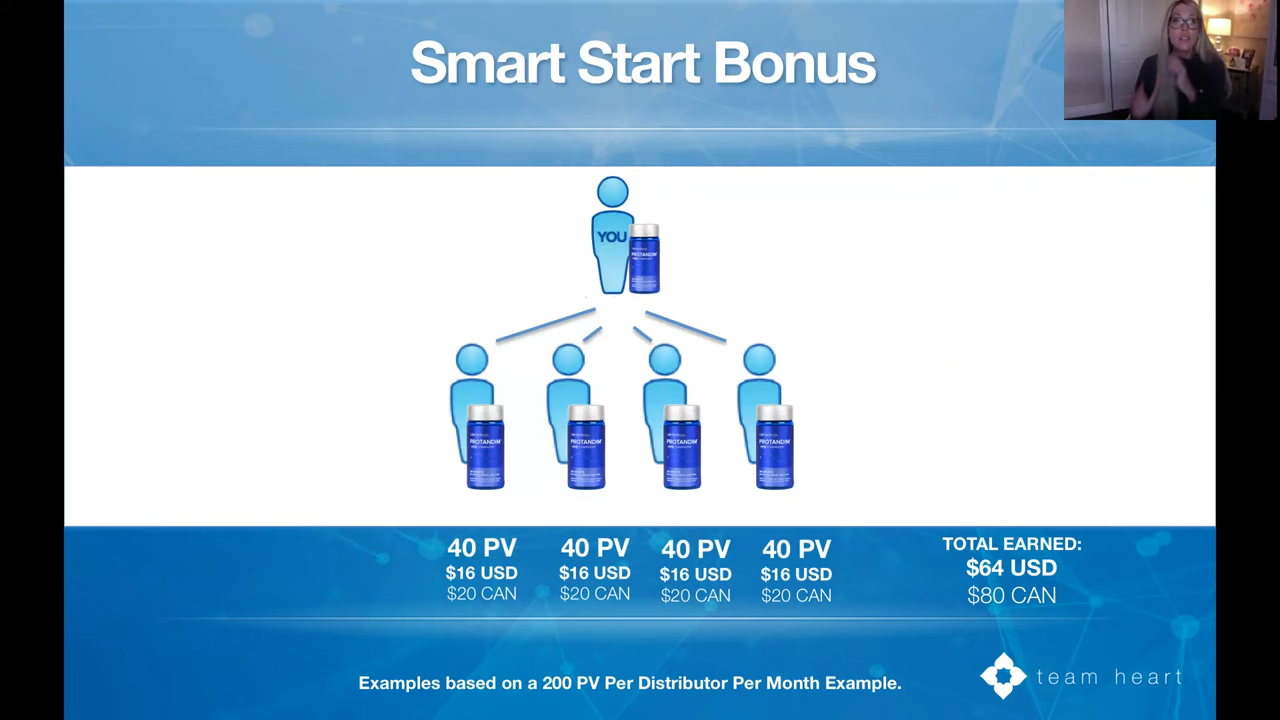 Smart Start Bonus
YOU
PROTANDIM
PROTANDIM
PROTANDIM
PROTANDIM
PROTANDIM
40 PV
$16 USD
$20 CAN
40 PV
$16 USD
$20 CAN
40 PV
$16 USD
$20 CAN
40 PV
$16 USD
$20 CAN
TOTAL EARNED:
$64 USD
$80 CAN
Examples based on a 200 PV Per Distributor Per Month Example.
team heart